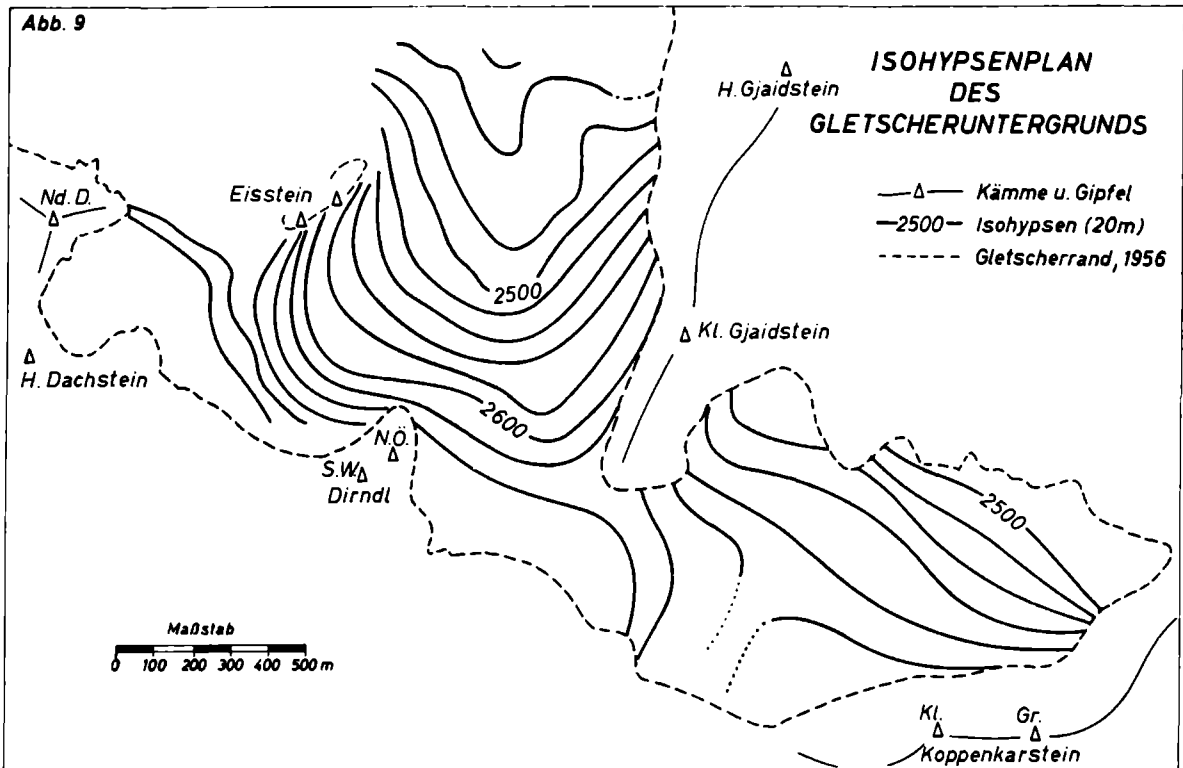 Abb. 9
ISOHYPSENPLAN
DES
GLETSCHERUNTERGRUNDS
Kämme u. Gipfel
2500 Isohypsen (20m)
Gletscherrand, 1956
H. Gjaidstein
Nd. D.
Eisstein
2500
Kl. Gjaidstein
H. Dachstein
2600
N.Ö.
S.W.
Dirndl
2500
Maßstab
0 100 200 300 400 500 m
Kl. Gr.
Koppenkarstein